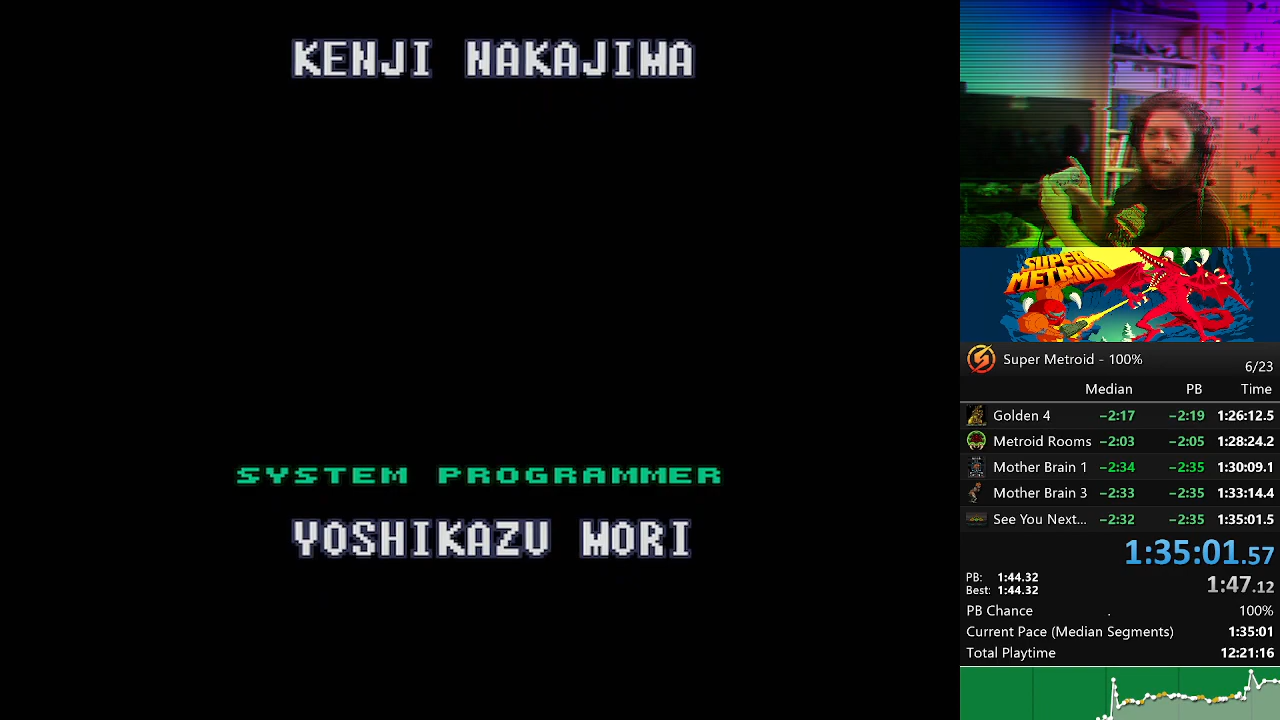 KENJI NAKAJIMA
SYSTEM PROGRAMMER
YOSHIKAZU MORI
SUPER METROID
Super Metroid - 100%
6/23
Median PB Time
Golden 4 −2:17 −2:19 1:26:12.5
Metroid Rooms −2:03 −2:05 1:28:24.2
Mother Brain 1 −2:34 −2:35 1:30:09.1
Mother Brain 3 −2:33 −2:35 1:33:14.4
See You Next... −2:32 −2:35 1:35:01.5
1:35:01.57
PB: 1:44.32
Best: 1:44.32
1:47.12
PB Chance . 100%
Current Pace (Median Segments) 1:35:01
Total Playtime 12:21:16